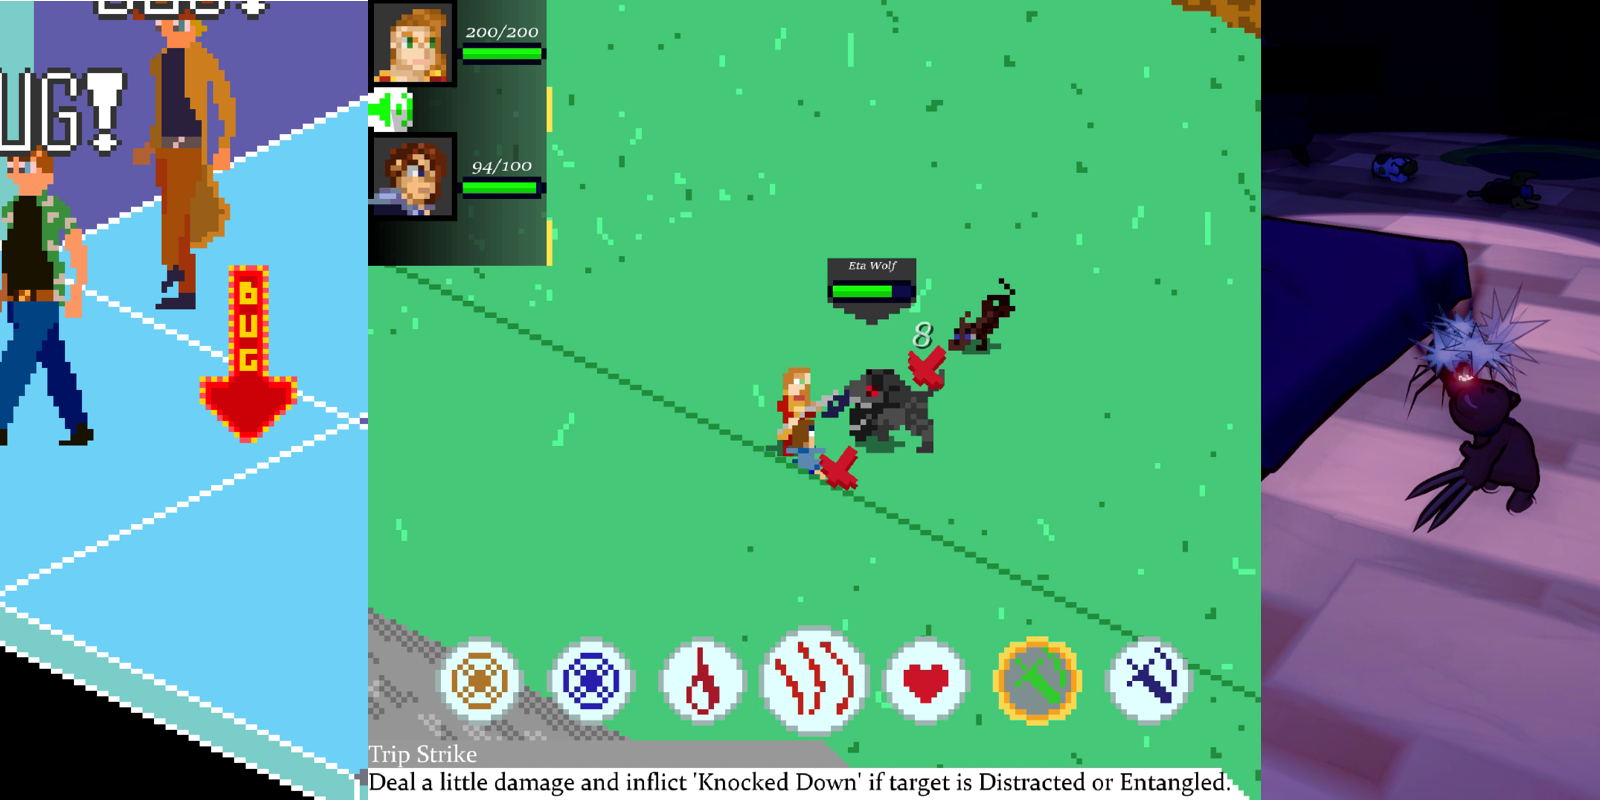 UG!
BUG
200/200
94/100
Eta Wolf
8
Trip Strike
Deal a little damage and inflict 'Knocked Down' if target is Distracted or Entangled.